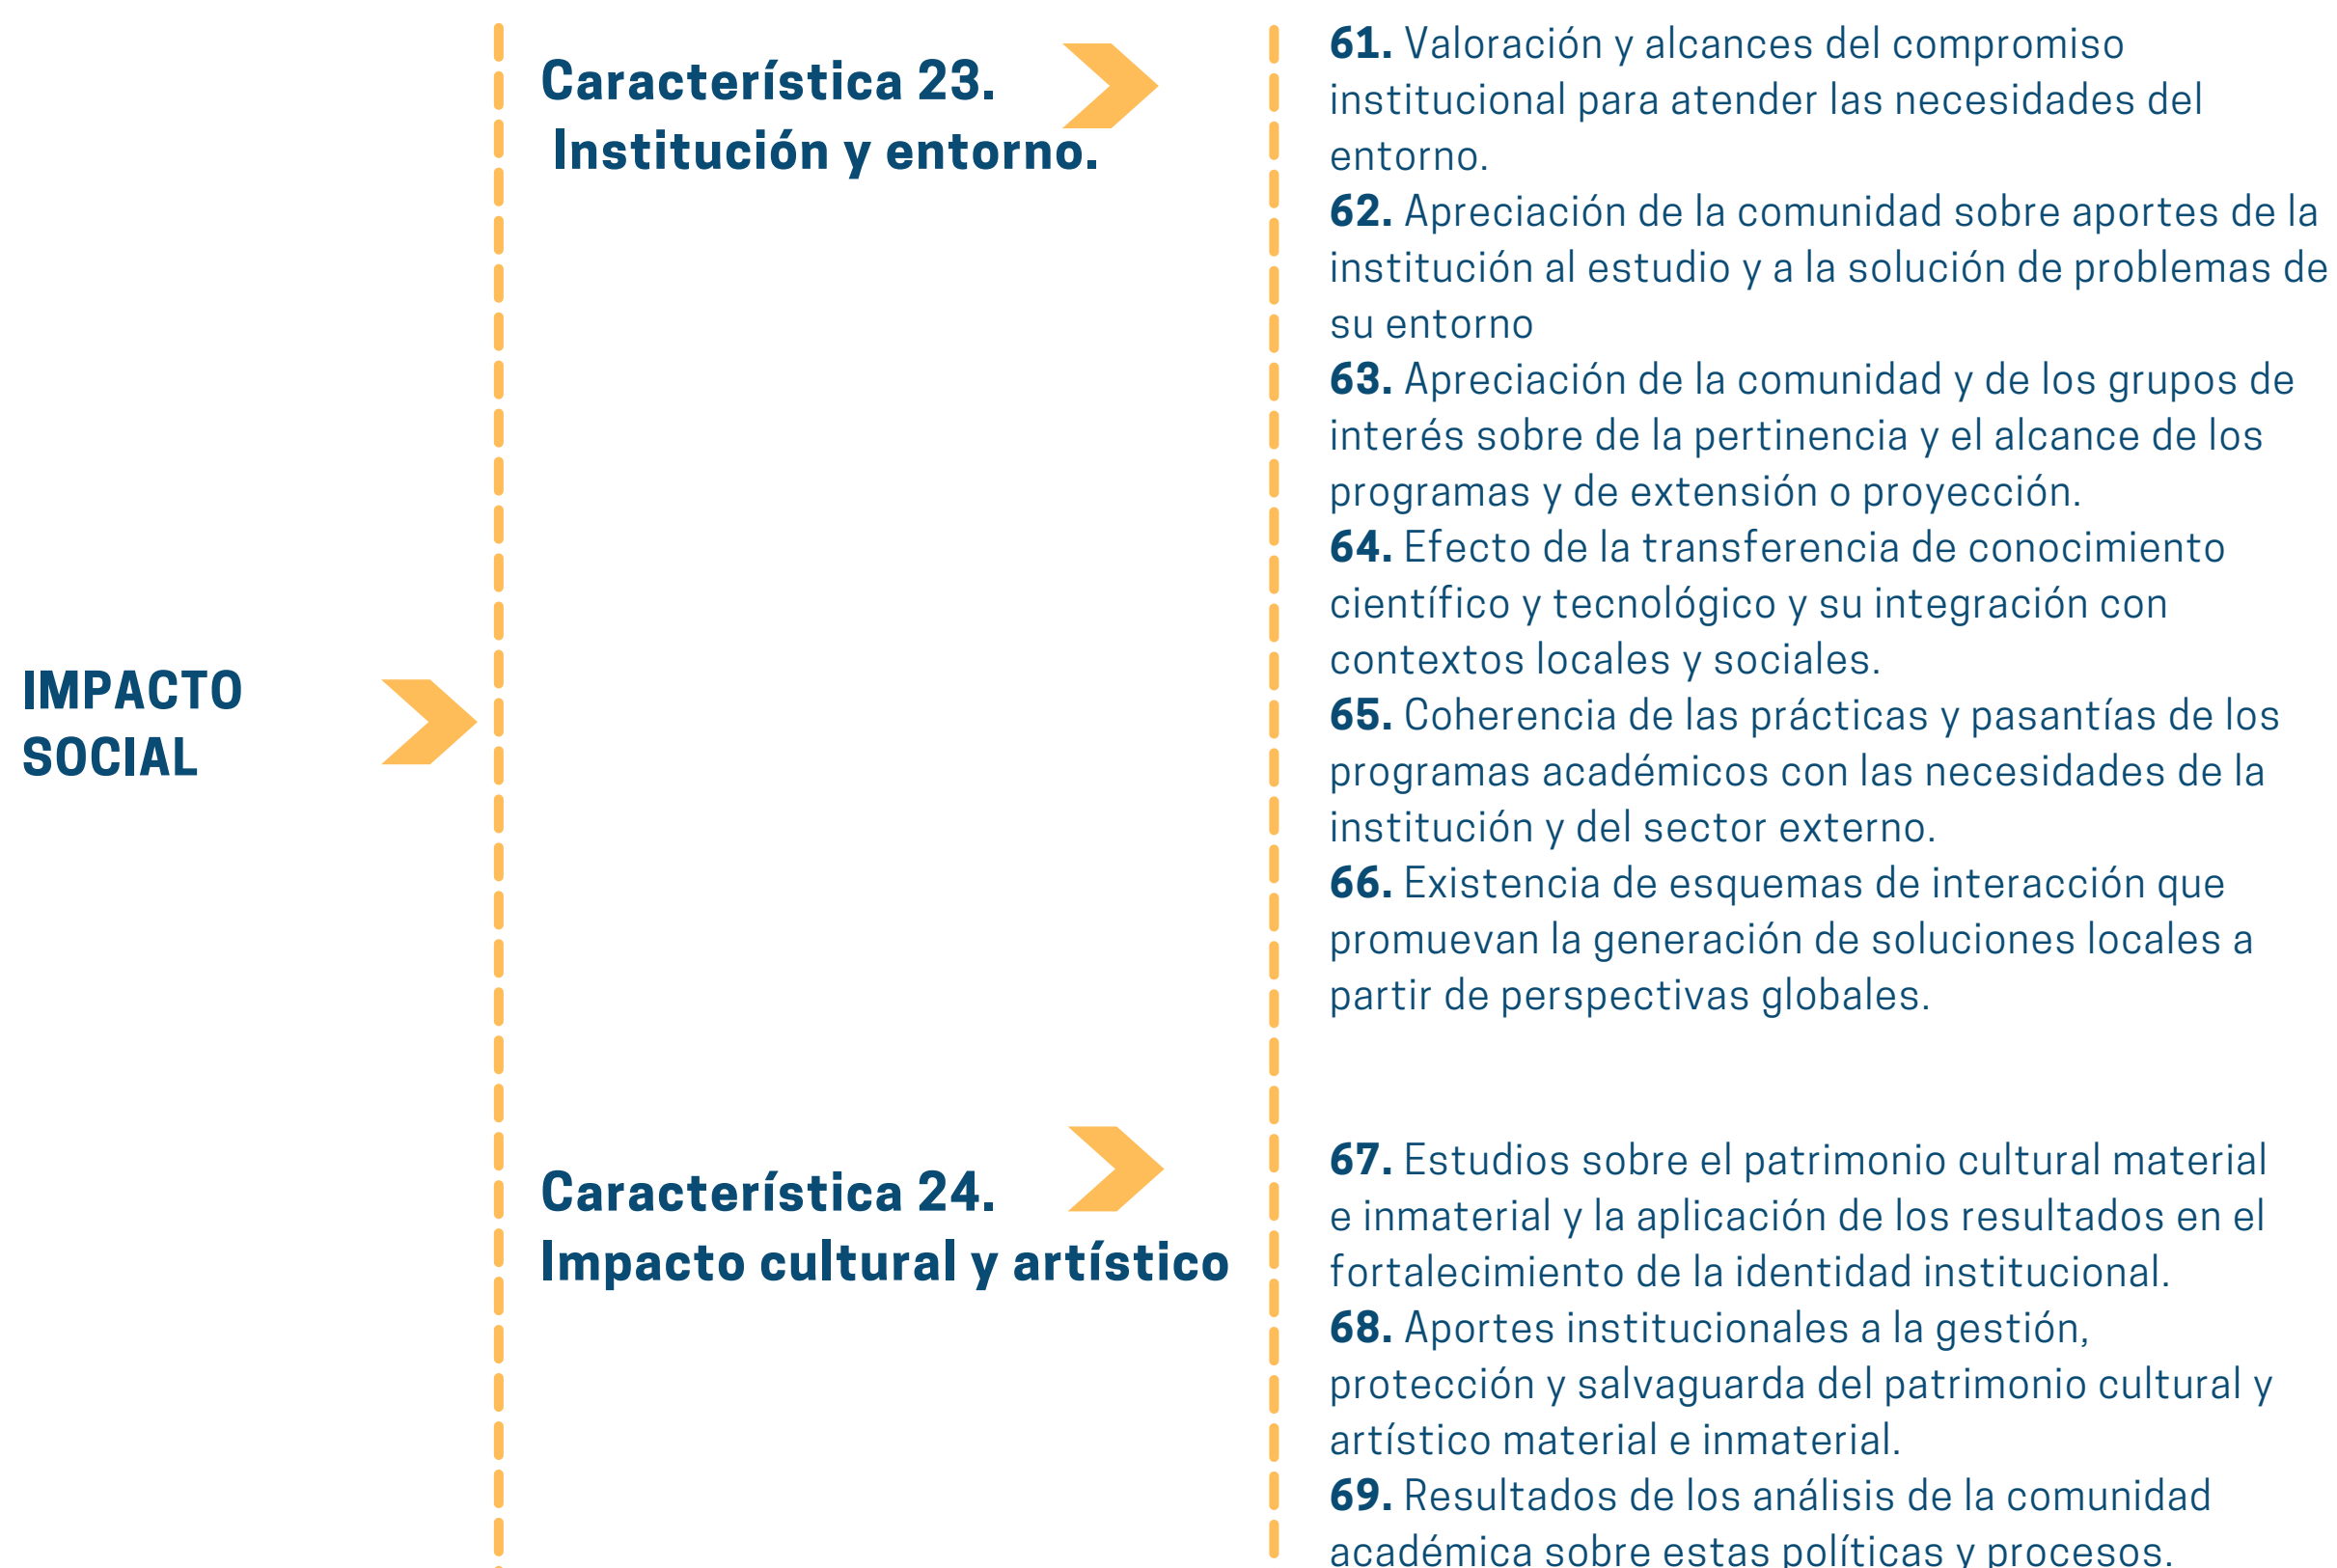 IMPACTO
SOCIAL
Característica 23.
Institución y entorno.
61. Valoración y alcances del compromiso
institucional para atender las necesidades del
entorno.
62. Apreciación de la comunidad sobre aportes de la
institución al estudio y a la solución de problemas de
su entorno
63. Apreciación de la comunidad y de los grupos de
interés sobre de la pertinencia y el alcance de los
programas y de extensión o proyección.
64. Efecto de la transferencia de conocimiento
científico y tecnológico y su integración con
contextos locales y sociales.
65. Coherencia de las prácticas y pasantías de los
programas académicos con las necesidades de la
institución y del sector externo.
66. Existencia de esquemas de interacción que
promuevan la generación de soluciones locales a
partir de perspectivas globales.
Característica 24.
Impacto cultural y artístico
67. Estudios sobre el patrimonio cultural material
e inmaterial y la aplicación de los resultados en el
fortalecimiento de la identidad institucional.
68. Aportes institucionales a la gestión,
protección y salvaguarda del patrimonio cultural y
artístico material e inmaterial.
69. Resultados de los análisis de la comunidad
académica sobre estas políticas y procesos.